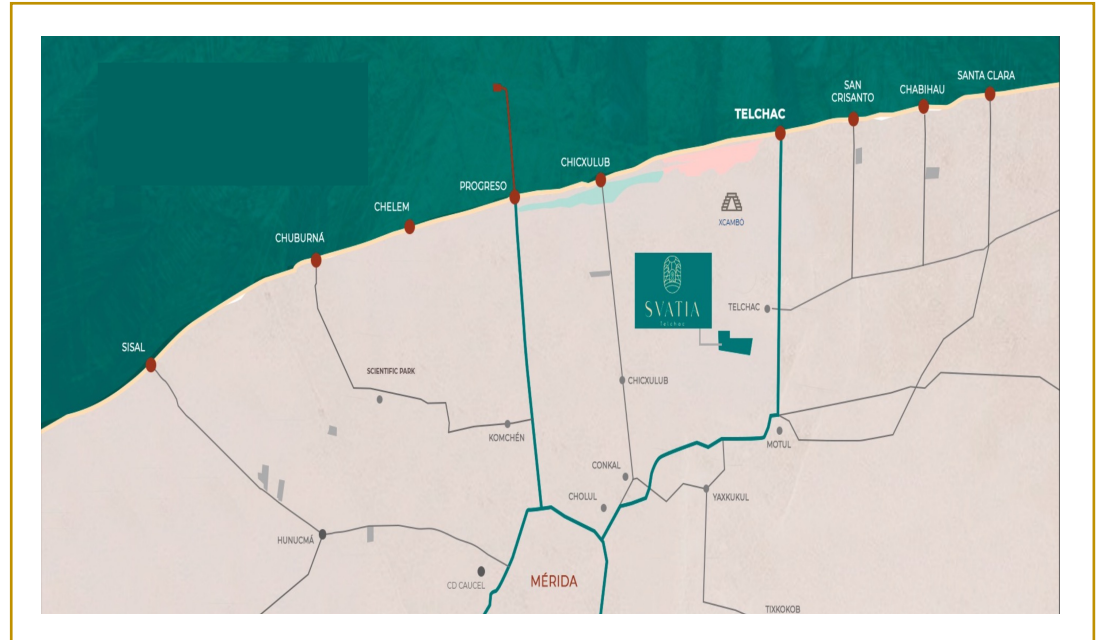 SANTA CLARA
SAN
CRISANTO
CHABIHAU
TELCHAC
CHICXULUB
PROGRESO
CHELEM
XCAMBÓ
CHUBURNÁ
SVATIA
Telchac
TELCHAC
SISAL
SCIENTIFIC PARK
CHICXULUB
KOMCHÉN
MOTUL
CONKAL
CHOLUL
YAXKUKUL
HUNUCMÁ
CD CAUCEL
MÉRIDA
TIXKOKOB